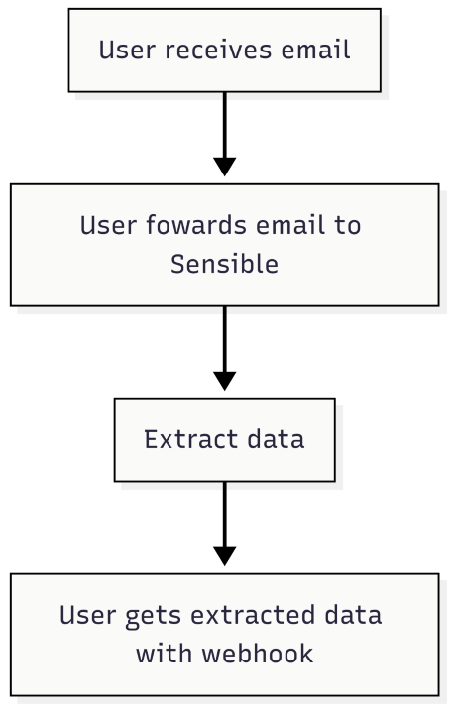 User receives email
User fowards email to
Sensible
Extract data
User gets extracted data
with webhook